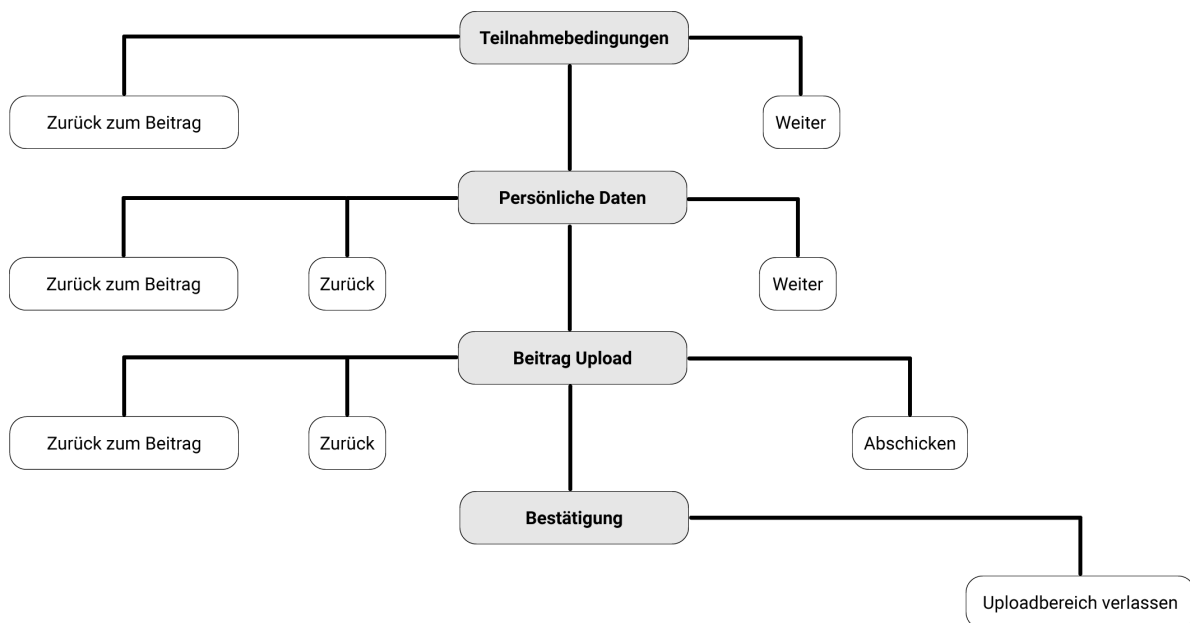 Teilnahmebedingungen
Zurück zum Beitrag
Weiter
Persönliche Daten
Zurück zum Beitrag
Zurück
Weiter
Beitrag Upload
Zurück zum Beitrag
Zurück
Abschicken
Bestätigung
Uploadbereich verlassen